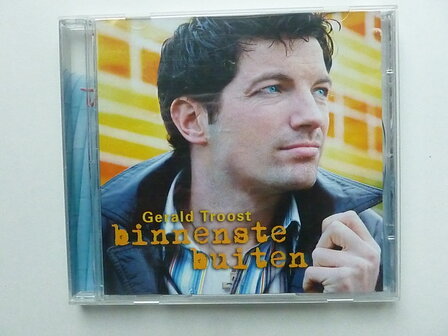 Gerald Troost
binnenste
buiten